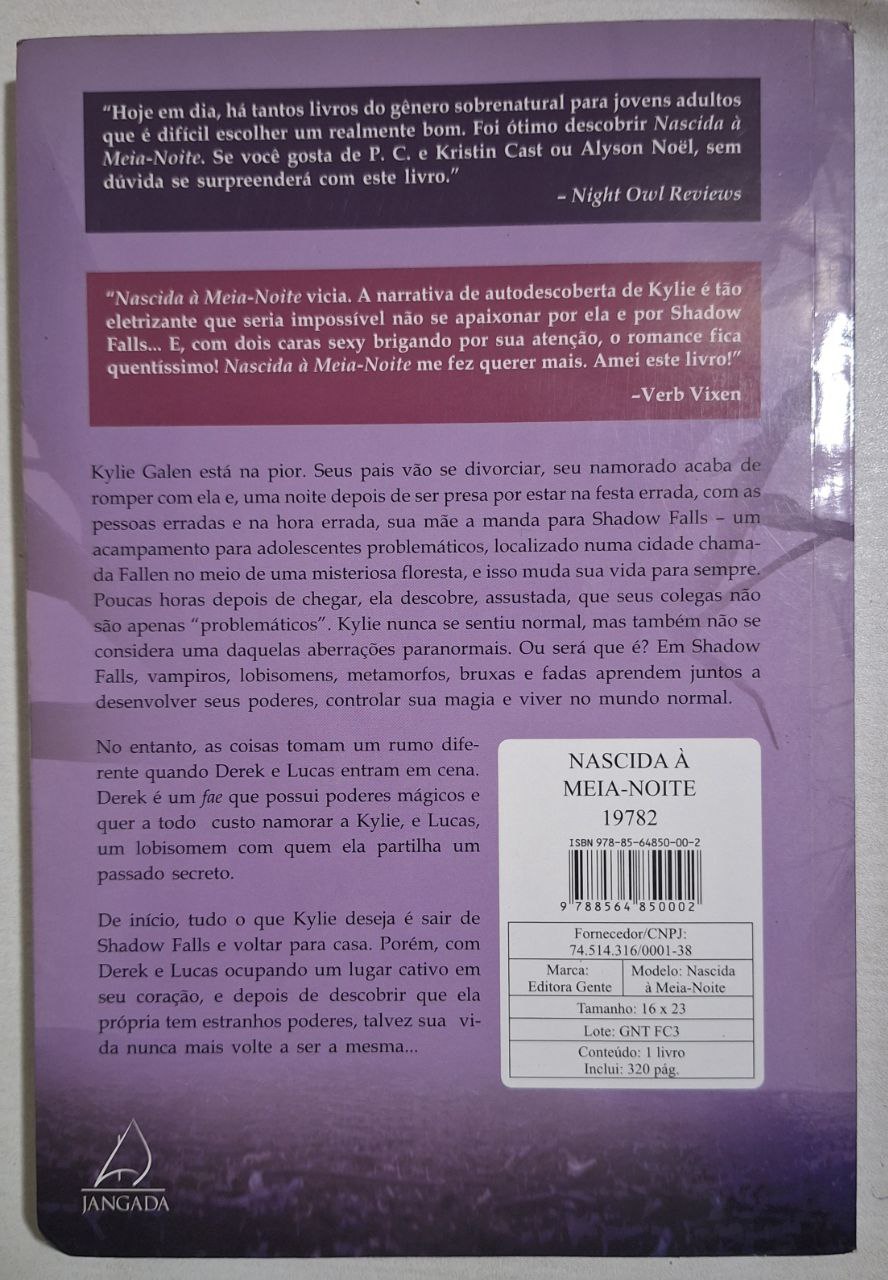 “Hoje em dia, há tantos livros do gênero sobrenatural para jovens adultos
que é difícil escolher um realmente bom. Foi ótimo descobrir Nascida à
Meia-Noite. Se você gosta de P. C. e Kristin Cast ou Alyson Noël, sem
dúvida se surpreenderá com este livro.”
– Night Owl Reviews
“Nascida à Meia-Noite vicia. A narrativa de autodescoberta de Kylie é tão
eletrizante que seria impossível não se apaixonar por ela e por Shadow
Falls... E, com dois caras sexy brigando por sua atenção, o romance fica
quentíssimo! Nascida à Meia-Noite me fez querer mais. Amei este livro!”
–Verb Vixen
Kylie Galen está na pior. Seus pais vão se divorciar, seu namorado acaba de
romper com ela e, uma noite depois de ser presa por estar na festa errada, com as
pessoas erradas e na hora errada, sua mãe a manda para Shadow Falls – um
acampamento para adolescentes problemáticos, localizado numa cidade chama-
da Fallen no meio de uma misteriosa floresta, e isso muda sua vida para sempre.
Poucas horas depois de chegar, ela descobre, assustada, que seus colegas não
são apenas “problemáticos”. Kylie nunca se sentiu normal, mas também não se
considera uma daquelas aberrações paranormais. Ou será que é? Em Shadow
Falls, vampiros, lobisomens, metamorfos, bruxas e fadas aprendem juntos a
desenvolver seus poderes, controlar sua magia e viver no mundo normal.
No entanto, as coisas tomam um rumo dife-
rente quando Derek e Lucas entram em cena.
Derek é um fae que possui poderes mágicos e
quer a todo custo namorar a Kylie, e Lucas,
um lobisomem com quem ela partilha um
passado secreto.
De início, tudo o que Kylie deseja é sair de
Shadow Falls e voltar para casa. Porém, com
Derek e Lucas ocupando um lugar cativo em
seu coração, e depois de descobrir que ela
própria tem estranhos poderes, talvez sua vi-
da nunca mais volte a ser a mesma...
NASCIDA À
MEIA-NOITE
19782
ISBN 978-85-64850-00-2
9 788564 850002
Fornecedor/CNPJ:
74.514.316/0001-38
Marca:
Editora Gente
Modelo: Nascida
à Meia-Noite
Tamanho: 16 x 23
Lote: GNT FC3
Conteúdo: 1 livro
Inclui: 320 pág.
JANGADA